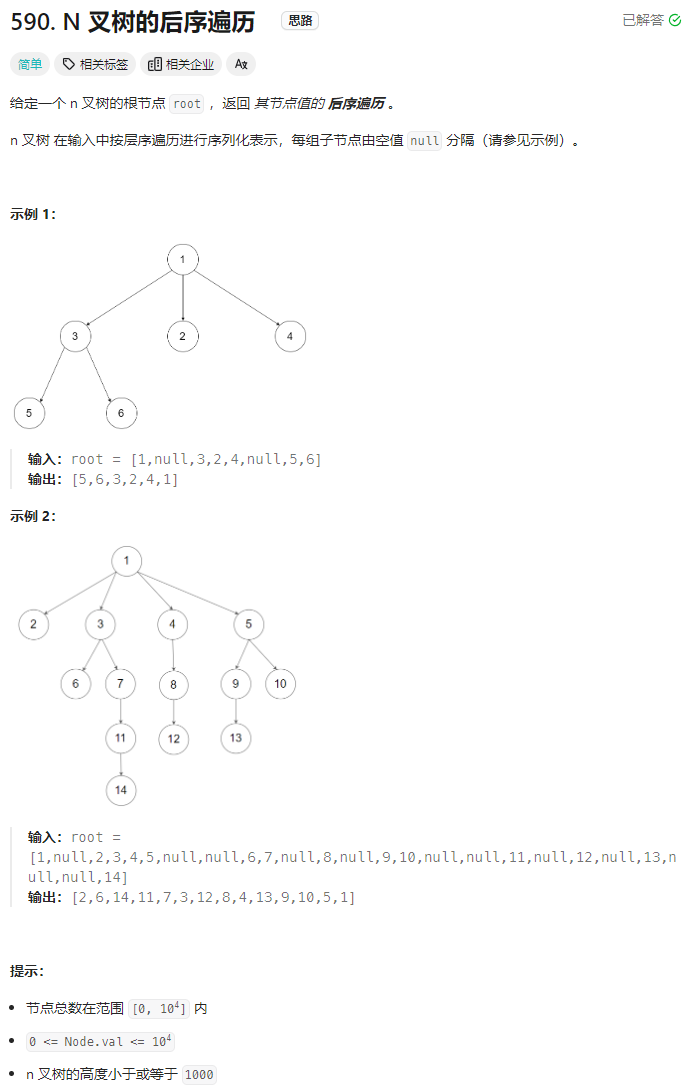 590. N 叉树的后序遍历 思路 已解答
简单 相关标签 相关企业 Aあ
给定一个 n 叉树的根节点 root ，返回 其节点值的 后序遍历 。
n 叉树 在输入中按层序遍历进行序列化表示，每组子节点由空值 null 分隔（请参见示例）。
示例 1：
1
3 2 4
5 6
输入：root = [1,null,3,2,4,null,5,6]
输出：[5,6,3,2,4,1]
示例 2：
1
2 3 4 5
6 7 8 9 10
11 12 13
14
输入：root =
[1,null,2,3,4,5,null,null,6,7,null,8,null,9,10,null,null,11,null,12,null,13,n
ull,null,14]
输出：[2,6,14,11,7,3,12,8,4,13,9,10,5,1]
提示：
节点总数在范围 [0, 10⁴] 内
0 <= Node.val <= 10⁴
n 叉树的高度小于或等于 1000